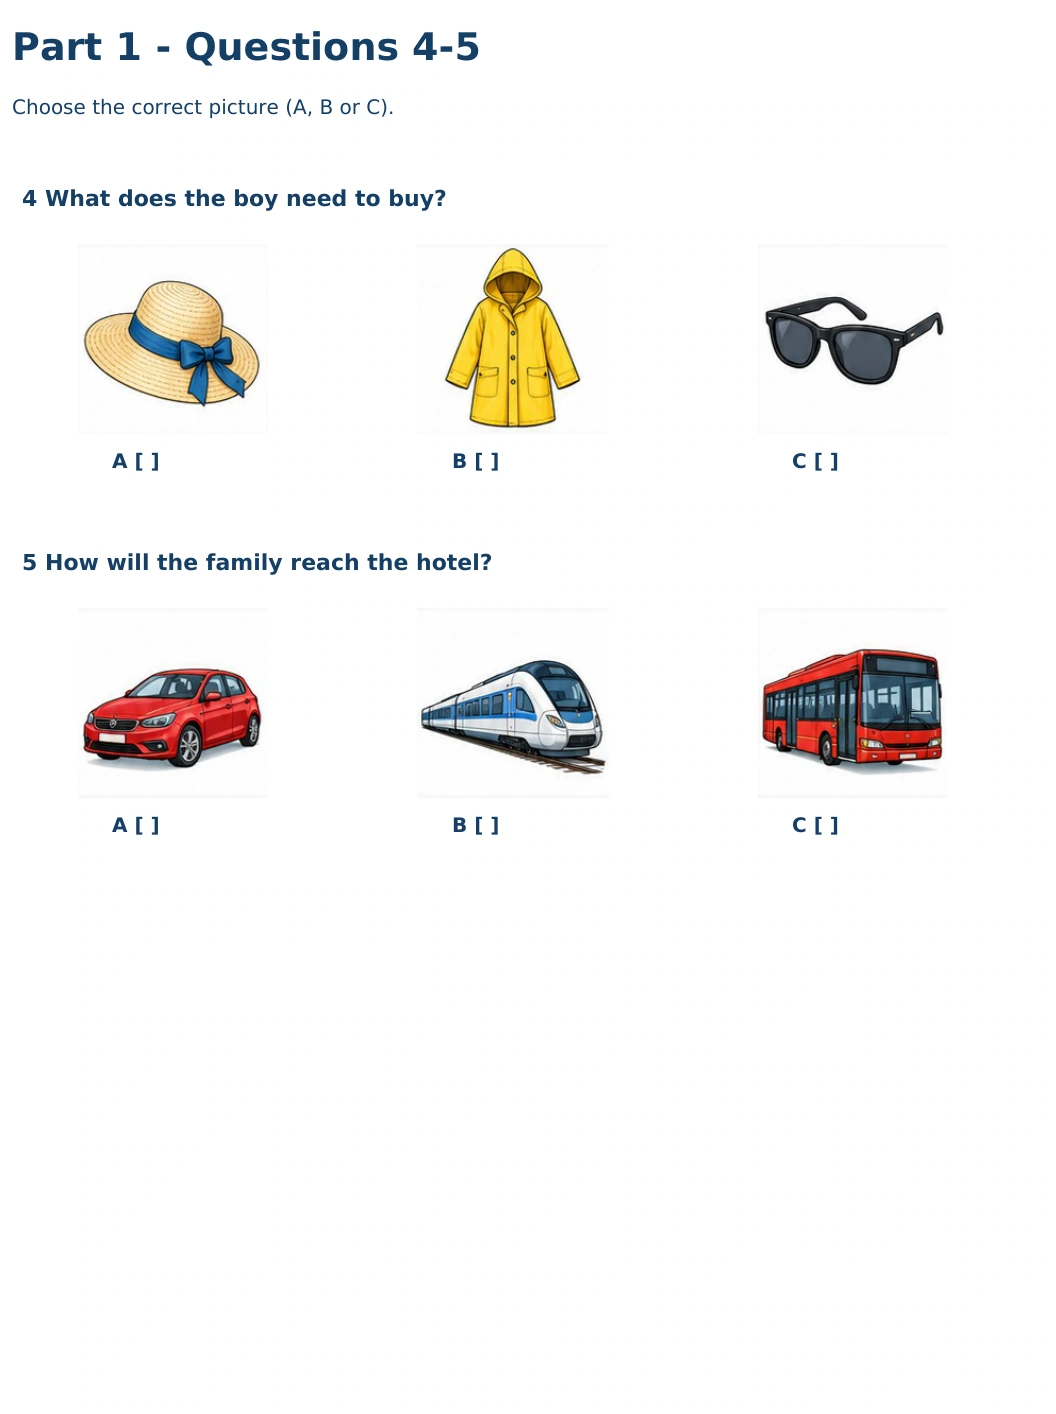 Part 1 - Questions 4-5
Choose the correct picture (A, B or C).
4 What does the boy need to buy?
A [ ] B [ ] C [ ]
5 How will the family reach the hotel?
A [ ] B [ ] C [ ]